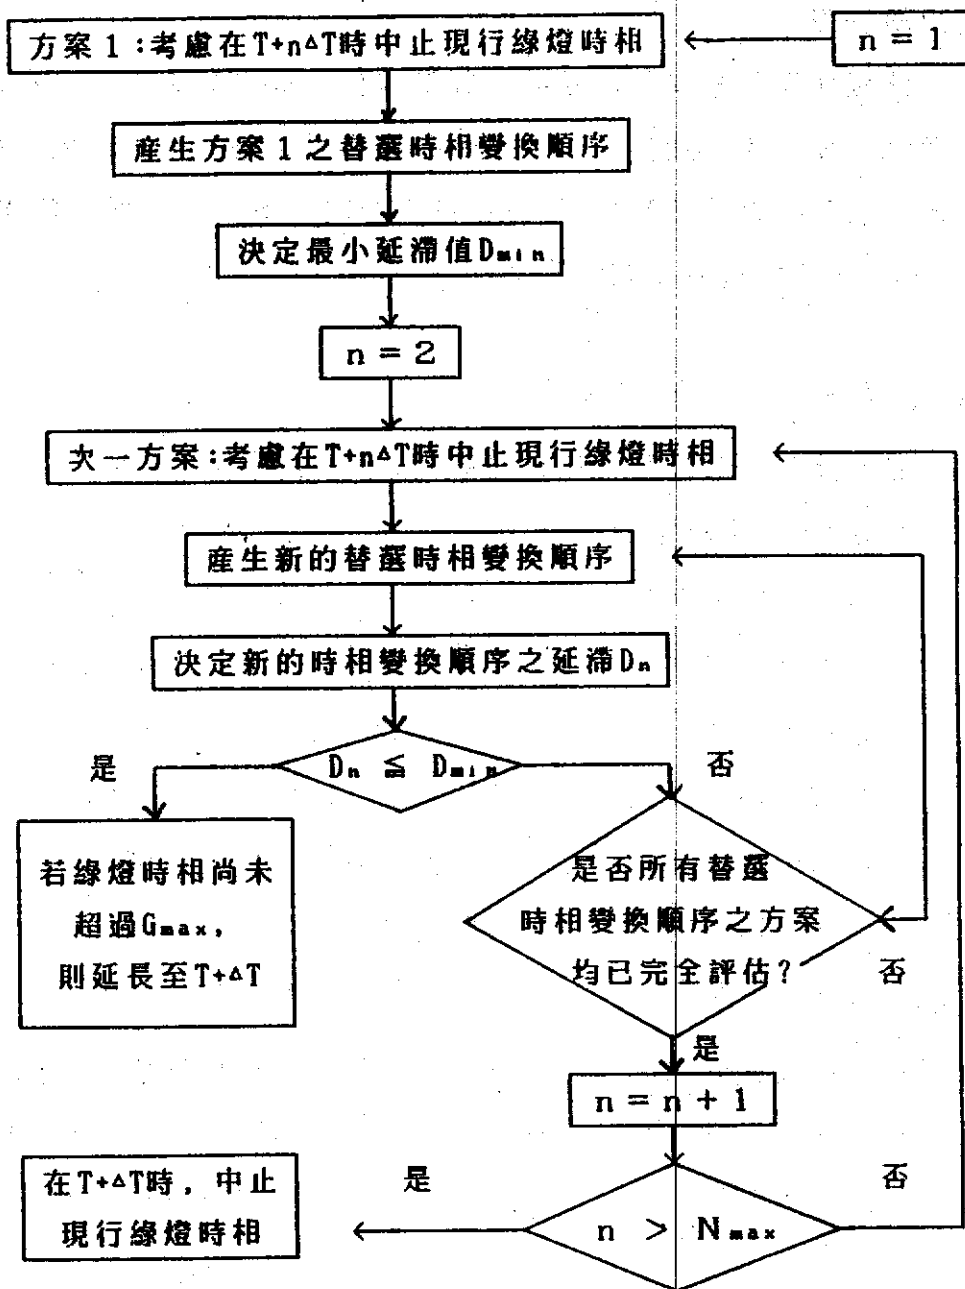 方案1:考慮在T+n△T時中止現行綠燈時相
n=1
産生方案1之替選時相變換順序
決定最小延滯值Dmin
n=2
次一方案:考慮在T+n△T時中止現行綠燈時相
産生新的替選時相變換順序
決定新的時相變換順序之延滯Dn
是
Dn ≦ Dmin
否
若綠燈時相尚未
超過Gmax,
則延長至T+△T
是否所有替選
時相變換順序之方案
均已完全評估?
否
是
n=n+1
在T+△T時,中止
現行綠燈時相
是
n > Nmax
否